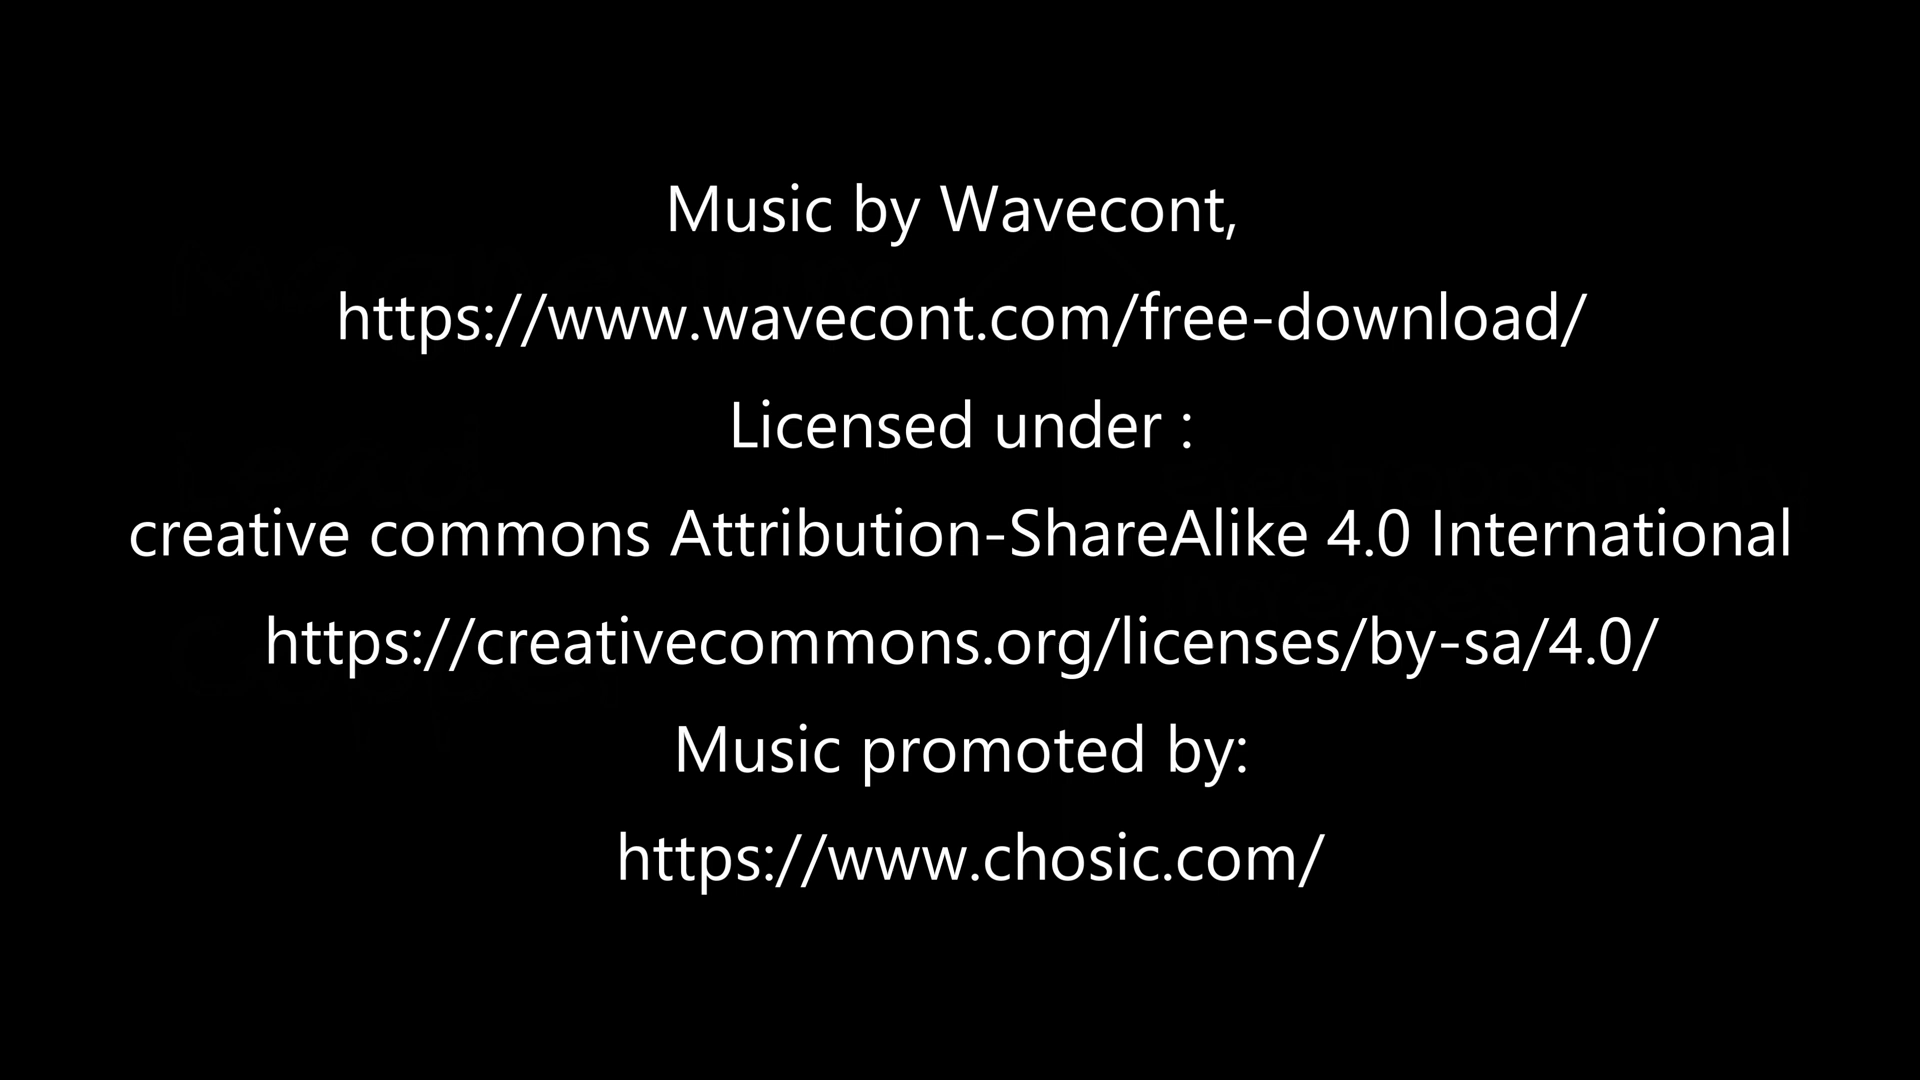 Music by Wavecont,
https://www.wavecont.com/free-download/
Licensed under :
creative commons Attribution-ShareAlike 4.0 International
https://creativecommons.org/licenses/by-sa/4.0/
Music promoted by:
https://www.chosic.com/